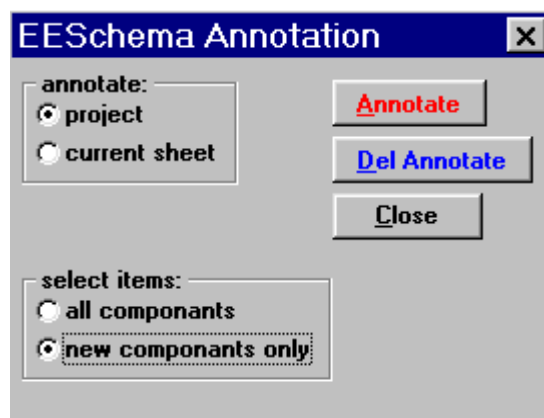 EESchema Annotation
annotate:
project
current sheet
Annotate
Del Annotate
Close
select items:
all componants
new componants only